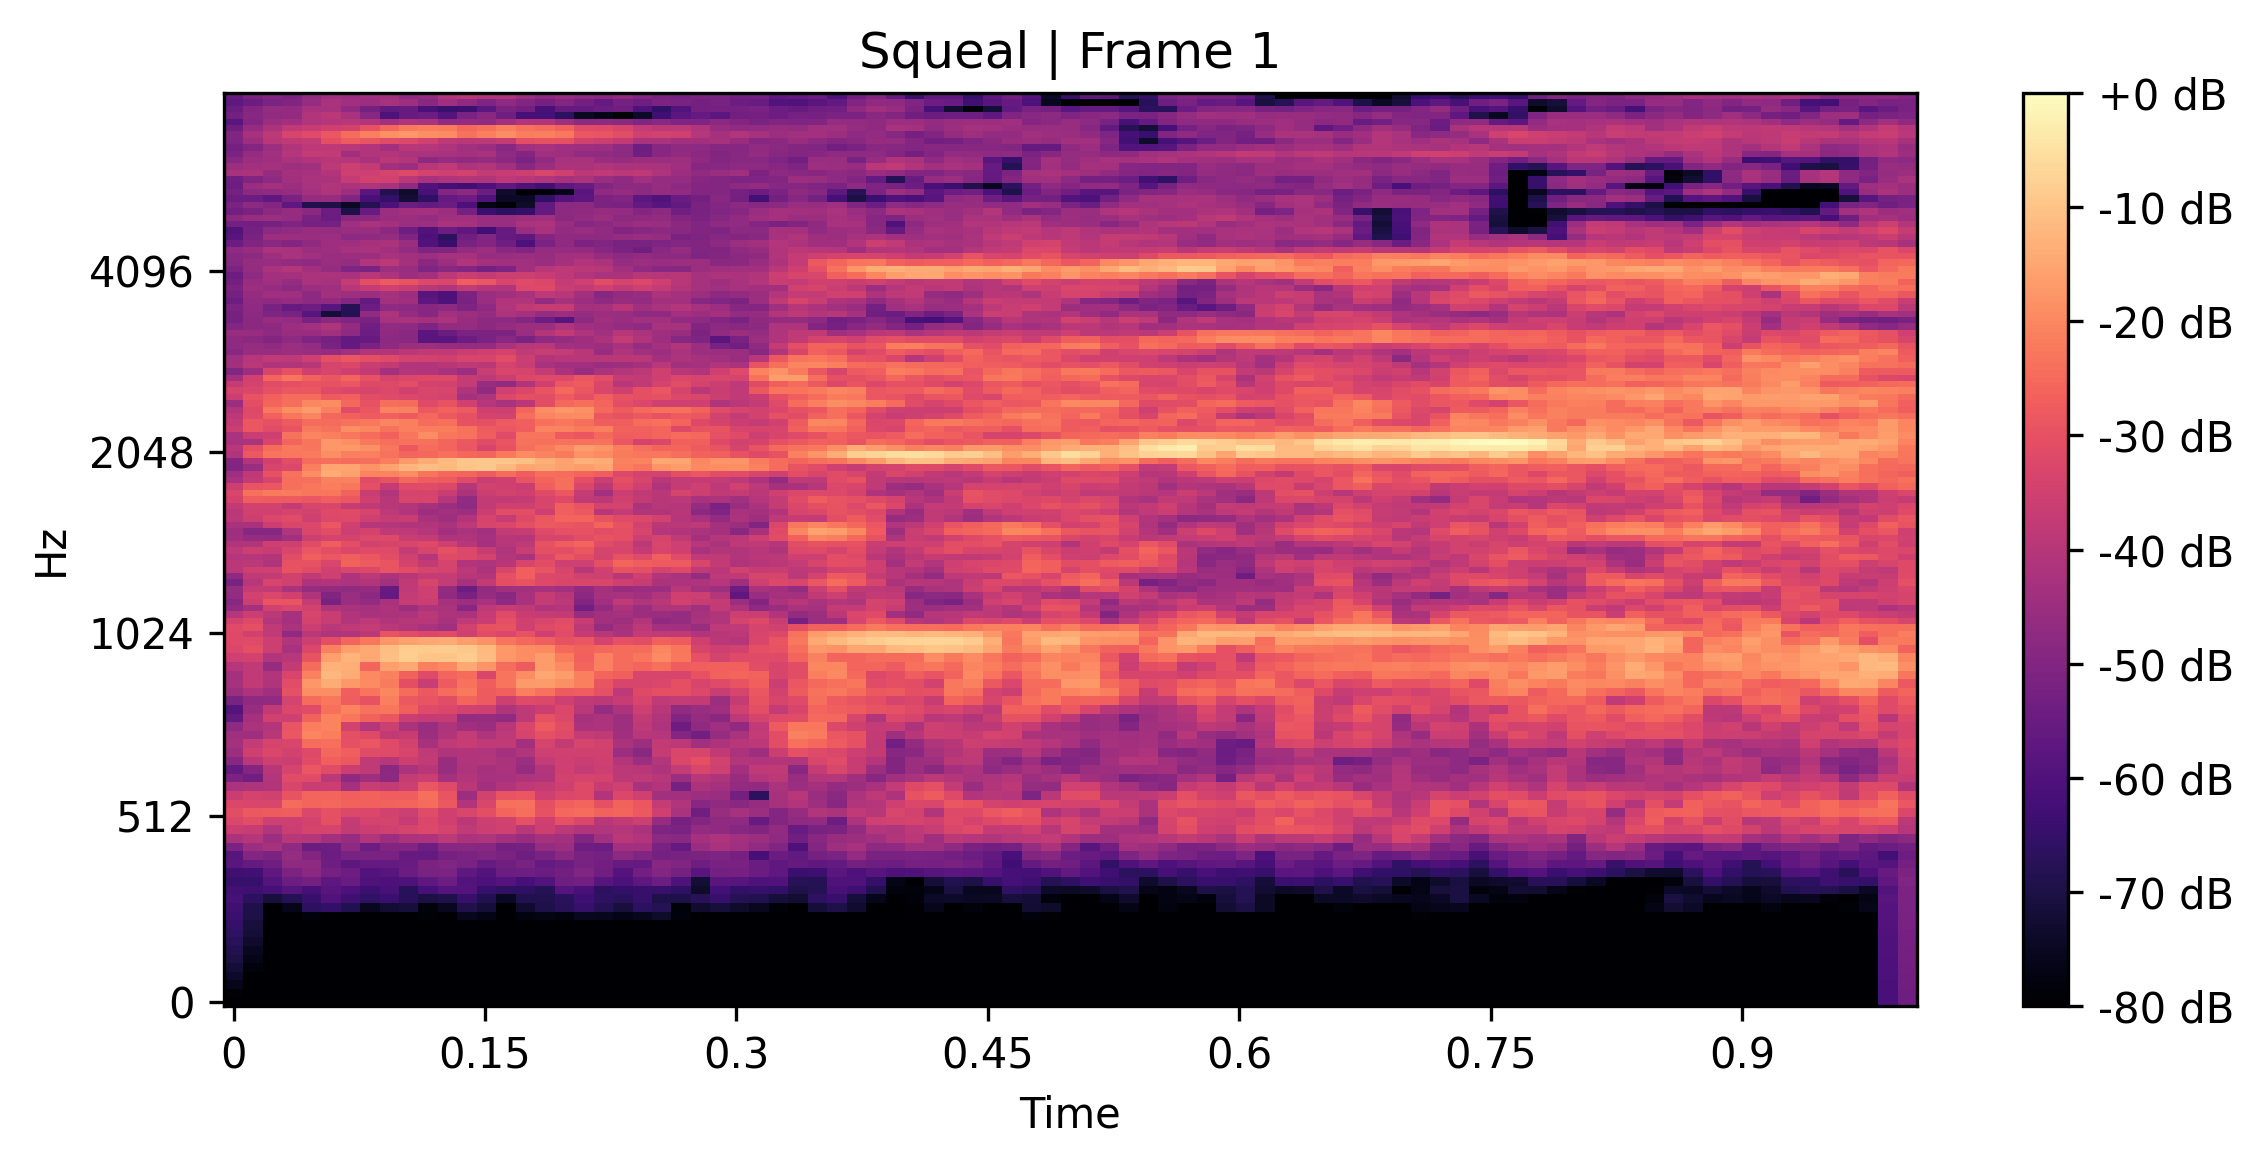 Squeal | Frame 1
+0 dB
-10 dB
-20 dB
-30 dB
-40 dB
-50 dB
-60 dB
-70 dB
-80 dB
4096
2048
1024
512
0
Hz
0 0.15 0.3 0.45 0.6 0.75 0.9
Time